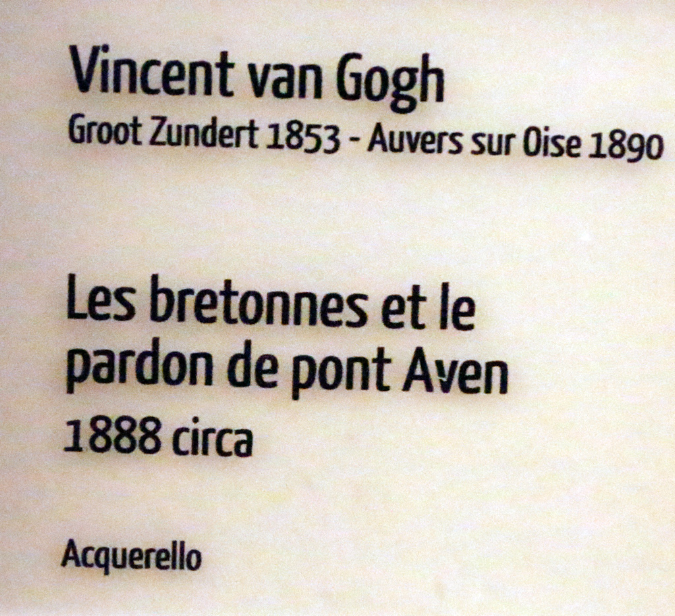 Vincent van Gogh
Groot Zundert 1853 - Auvers sur Oise 1890
Les bretonnes et le
pardon de pont Aven
1888 circa
Acquerello